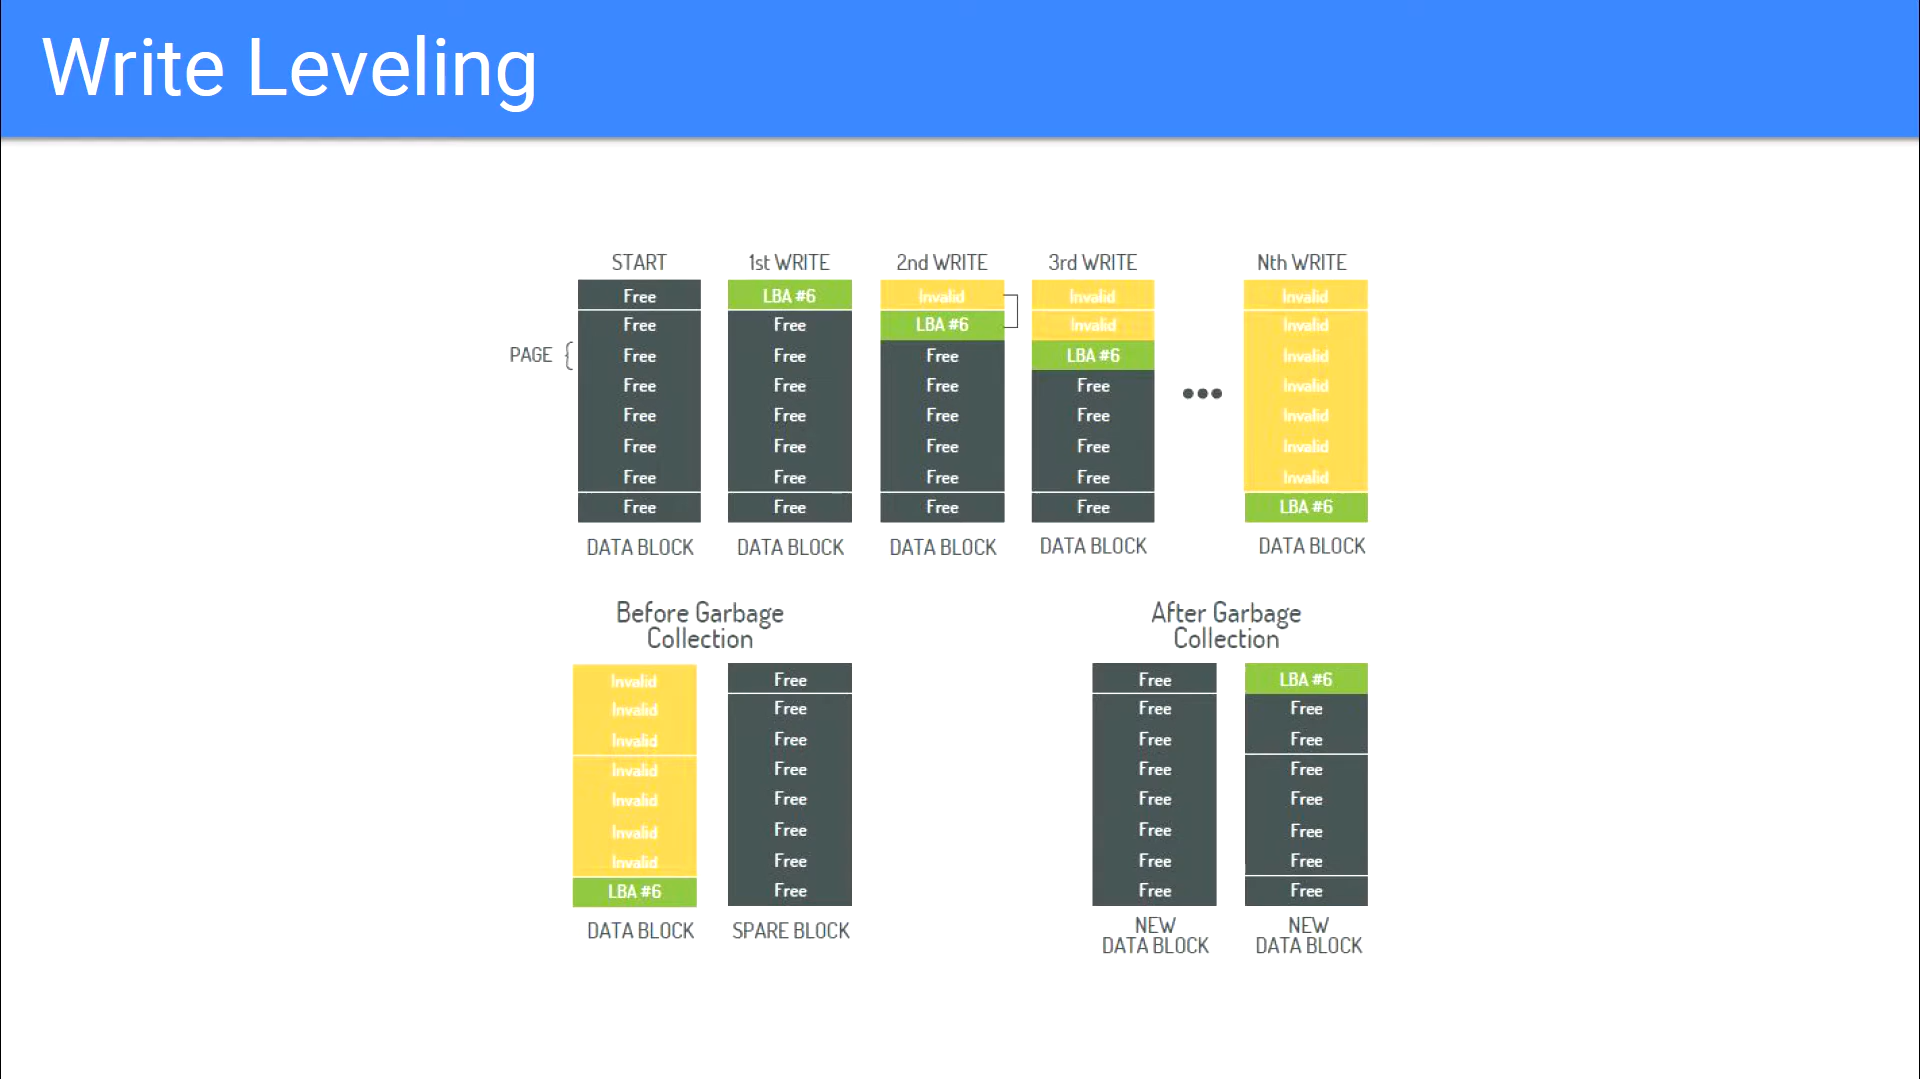 Write Leveling
START 1st WRITE 2nd WRITE 3rd WRITE Nth WRITE
Free LBA #6 Invalid Invalid Invalid
Free Free LBA #6 Invalid Invalid
PAGE { Free Free Free LBA #6 Invalid
Free Free Free Free Invalid
Free Free Free Free Invalid
Free Free Free Free Invalid
Free Free Free Free Invalid
Free Free Free Free LBA #6
DATA BLOCK DATA BLOCK DATA BLOCK DATA BLOCK DATA BLOCK
Before Garbage
Collection
After Garbage
Collection
Invalid Free Free LBA #6
Invalid Free Free Free
Invalid Free Free Free
Invalid Free Free Free
Invalid Free Free Free
Invalid Free Free Free
Invalid Free Free Free
LBA #6 Free Free Free
DATA BLOCK SPARE BLOCK
NEW
DATA BLOCK
NEW
DATA BLOCK